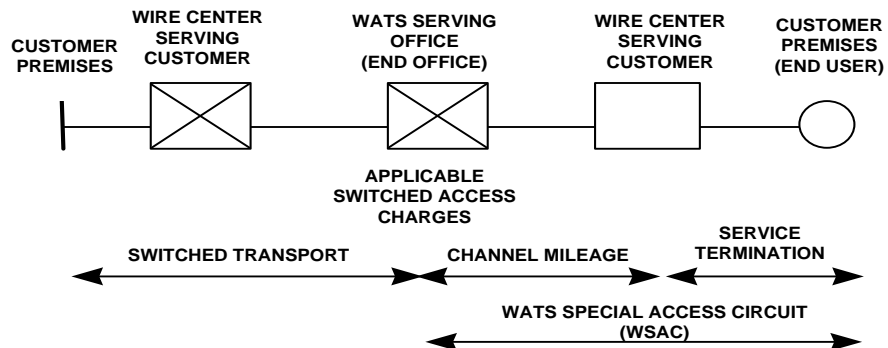 CUSTOMER
PREMISES
WIRE CENTER
SERVING
CUSTOMER
WATS SERVING
OFFICE
(END OFFICE)
WIRE CENTER
SERVING
CUSTOMER
CUSTOMER
PREMISES
(END USER)
APPLICABLE
SWITCHED ACCESS
CHARGES
SWITCHED TRANSPORT
CHANNEL MILEAGE
SERVICE
TERMINATION
WATS SPECIAL ACCESS CIRCUIT
(WSAC)